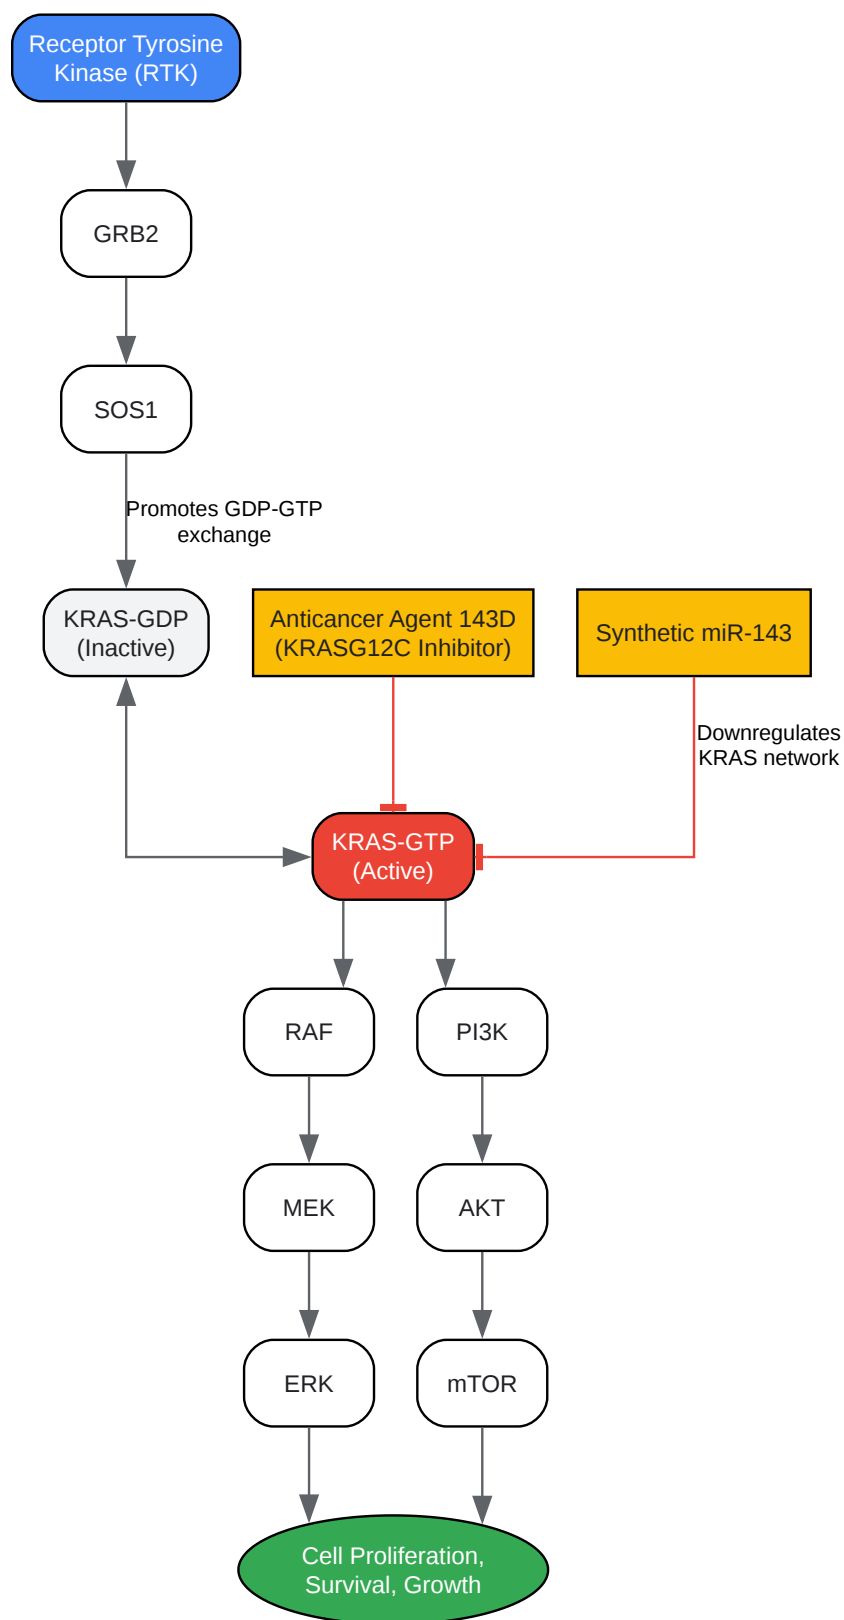 Receptor Tyrosine
Kinase (RTK)
GRB2
SOS1
Promotes GDP-GTP
exchange
KRAS-GDP
(Inactive)
Anticancer Agent 143D
(KRASG12C Inhibitor)
Synthetic miR-143
Downregulates
KRAS network
KRAS-GTP
(Active)
RAF
PI3K
MEK
AKT
ERK
mTOR
Cell Proliferation,
Survival, Growth